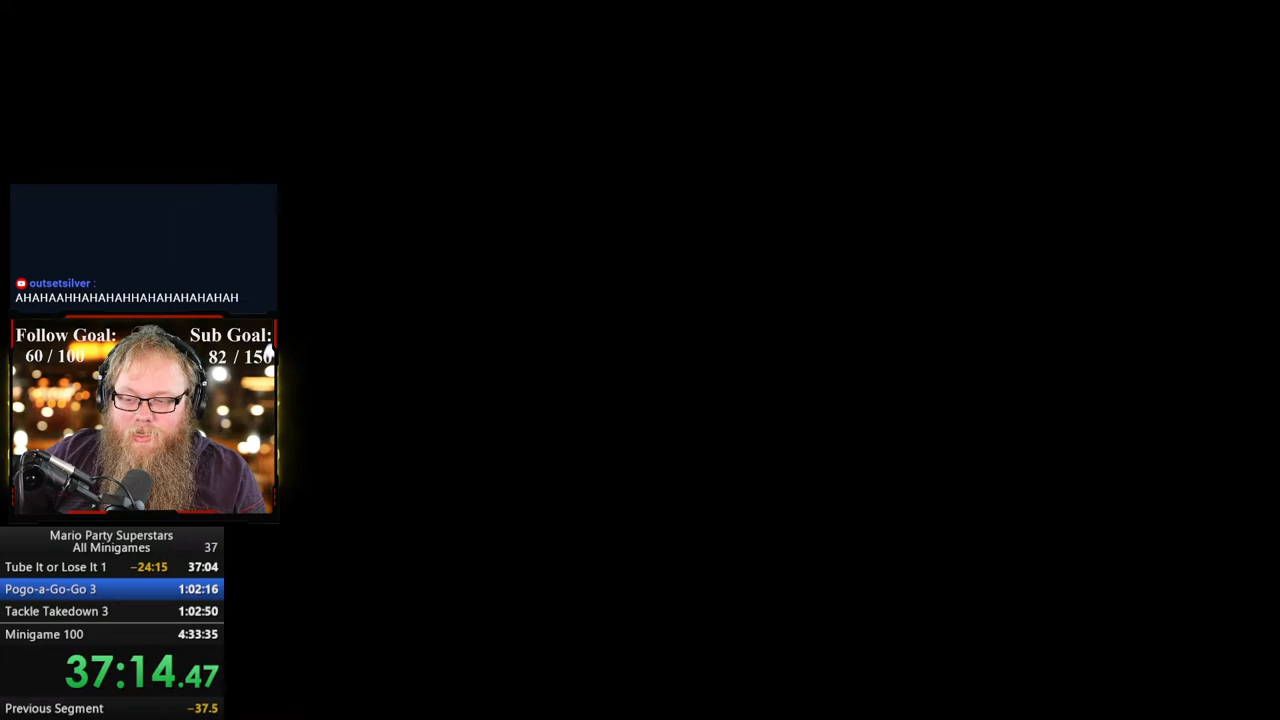 outsetsilver :
AHAHAAHHAHAHAHHAHAHAHAHAHAH
Follow Goal: Sub Goal:
60 / 100 82 / 150
Mario Party Superstars
All Minigames 37
Tube It or Lose It 1 −24:15 37:04
Pogo-a-Go-Go 3 1:02:16
Tackle Takedown 3 1:02:50
Minigame 100 4:33:35
37:14.47
Previous Segment −37.5